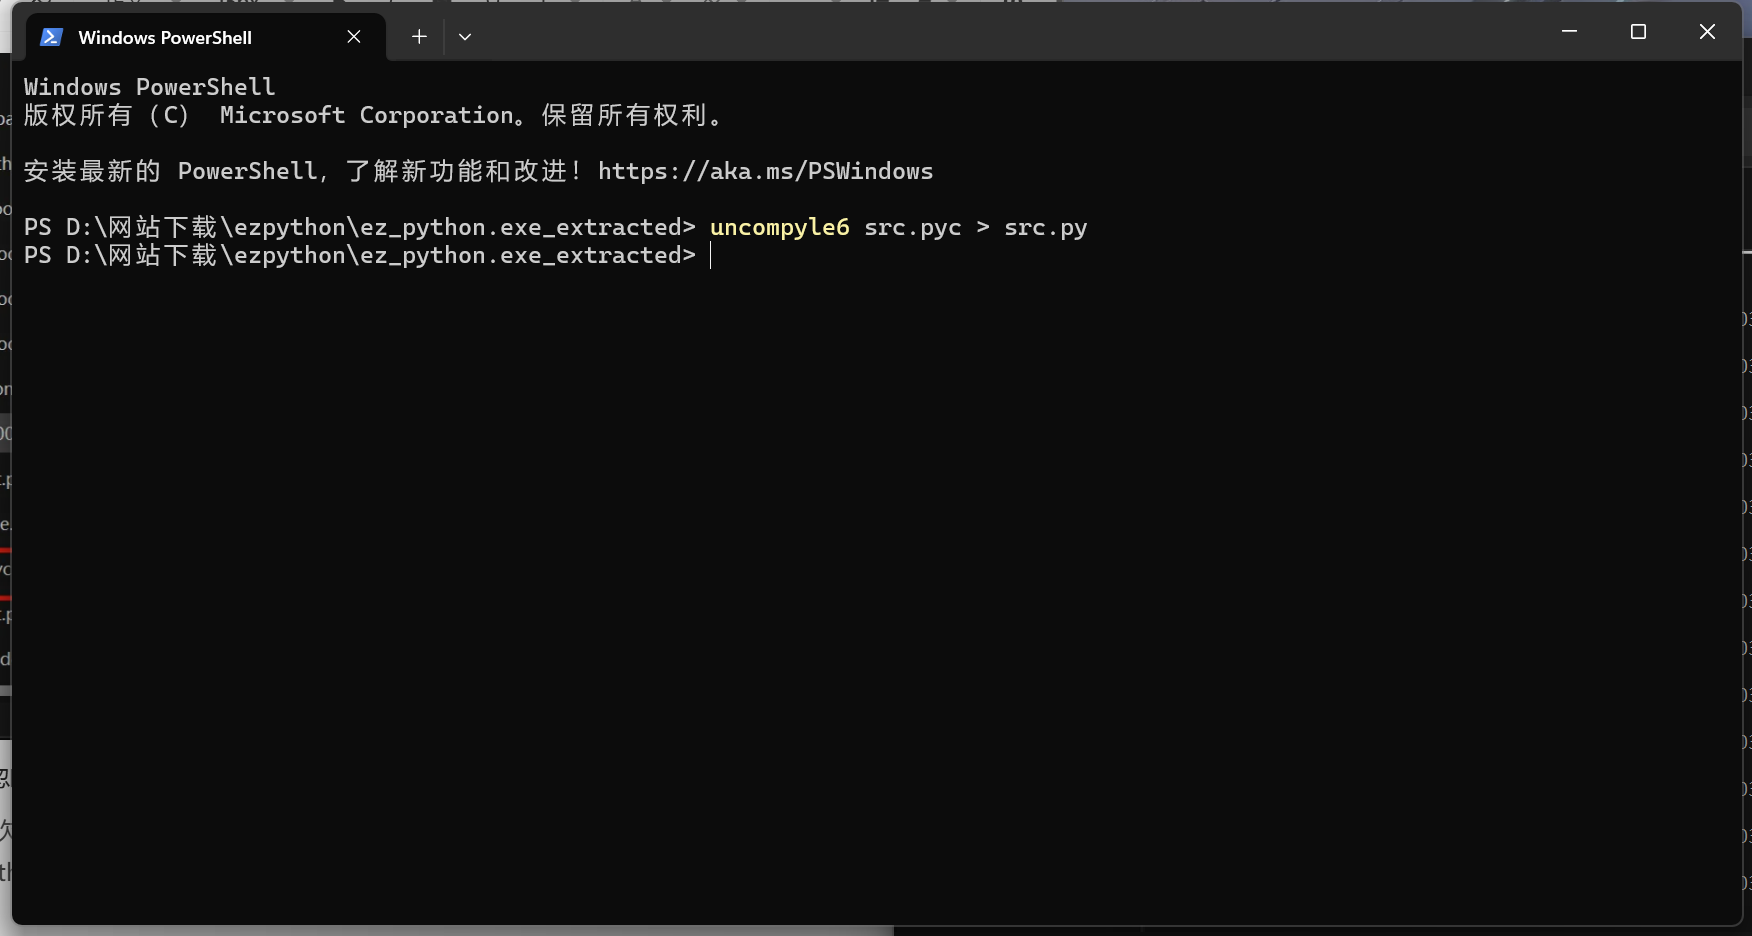 Windows PowerShell
Windows PowerShell
版权所有 (C) Microsoft Corporation。保留所有权利。
安装最新的 PowerShell，了解新功能和改进！https://aka.ms/PSWindows
PS D:\网站下载\ezpython\ez_python.exe_extracted> uncompyle6 src.pyc > src.py
PS D:\网站下载\ezpython\ez_python.exe_extracted>